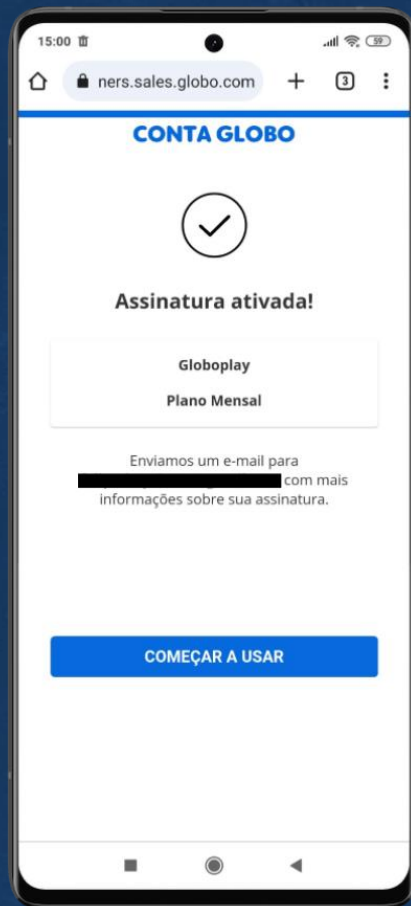 15:00 59
ners.sales.globo.com 3
CONTA GLOBO
Assinatura ativada!
Globoplay
Plano Mensal
Enviamos um e-mail para
com mais
informações sobre sua assinatura.
COMEÇAR A USAR